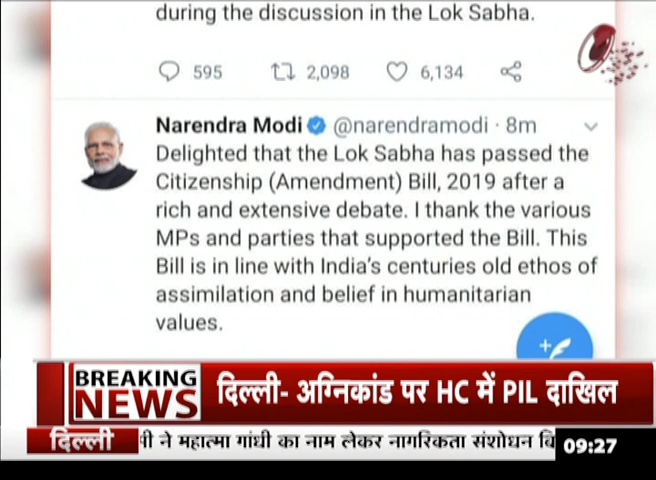 during the discussion in the Lok Sabha.
595 2,098 6,134
Narendra Modi @narendramodi · 8m
Delighted that the Lok Sabha has passed the
Citizenship (Amendment) Bill, 2019 after a
rich and extensive debate. I thank the various
MPs and parties that supported the Bill. This
Bill is in line with India's centuries old ethos of
assimilation and belief in humanitarian
values.
BREAKING
NEWS
दिल्ली- अग्निकांड पर HC में PIL दाखिल
दिल्ली
ने महात्मा गांधी का नाम लेकर नागरिकता संशोधन
09:27